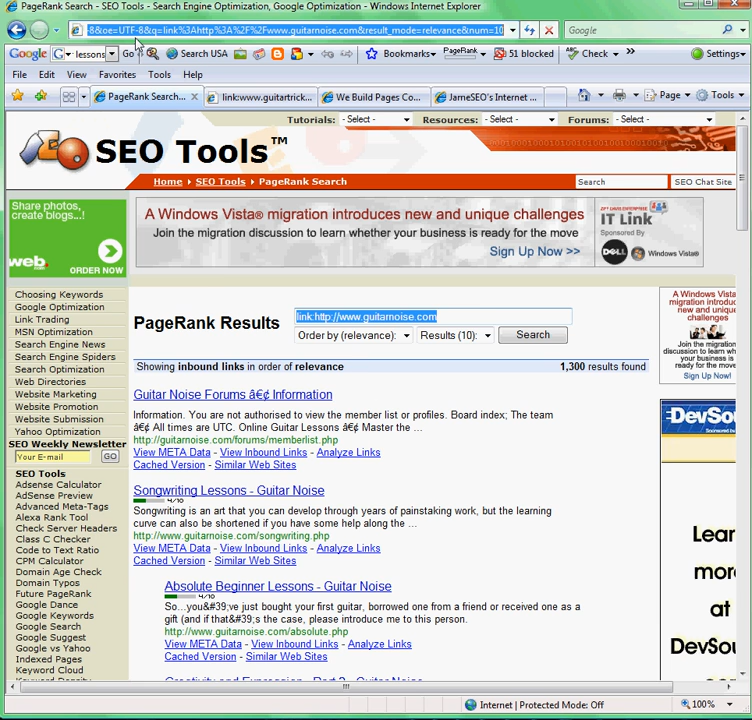 PageRank Search - SEO Tools - Search Engine Optimization, Google Optimization - Windows Internet Explorer
-8&oe=UTF-8&q=link%3Ahttp%3A%2F%2Fwww.guitarnoise.com&result_mode=relevance&num=10
Google
Google lessons Go Search USA Bookmarks PageRank 51 blocked Check » Settings
File Edit View Favorites Tools Help
PageRank Search... X link:www.guitartrick... We Build Pages Co... JameSEO's Internet ... Page Tools
Tutorials: - Select - Resources: - Select - Forums: - Select -
SEO Tools™
Home SEO Tools PageRank Search
Search SEO Chat Site
Share photos, create blogs...!
web.com
ORDER NOW
A Windows Vista® migration introduces new and unique challenges
Join the migration discussion to learn whether your business is ready for the move
Sign Up Now >>
IT Link
Sponsored By
DELL Windows Vista®
Choosing Keywords
Google Optimization
Link Trading
MSN Optimization
Search Engine News
Search Engine Spiders
Search Optimization
Web Directories
Website Marketing
Website Promotion
Website Submission
Yahoo Optimization
SEO Weekly Newsletter
Your E-mail GO
SEO Tools
Adsense Calculator
AdSense Preview
Advanced Meta-Tags
Alexa Rank Tool
Check Server Headers
Class C Checker
Code to Text Ratio
CPM Calculator
Domain Age Check
Domain Typos
Future PageRank
Google Dance
Google Keywords
Google Search
Google Suggest
Google vs Yahoo
Indexed Pages
Keyword Cloud
PageRank Results
link:http://www.guitarnoise.com
Order by (relevance): Results (10): Search
Showing inbound links in order of relevance 1,300 results found
Guitar Noise Forums â€¢ Information
Information. You are not authorised to view the member list or profiles. Board index; The team
â€¢ All times are UTC. Online Guitar Lessons â€¢ Master the ...
http://guitarnoise.com/forums/memberlist.php
View META Data - View Inbound Links - Analyze Links
Cached Version - Similar Web Sites
Songwriting Lessons - Guitar Noise
4/10
Songwriting is an art that you can develop through years of painstaking work, but the learning
curve can also be shortened if you have some help along the ...
http://www.guitarnoise.com/songwriting.php
View META Data - View Inbound Links - Analyze Links
Cached Version - Similar Web Sites
Absolute Beginner Lessons - Guitar Noise
4/10
So...you&#39;ve just bought your first guitar, borrowed one from a friend or received one as a
gift (and if that&#39;s the case, please introduce me to this person.
http://www.guitarnoise.com/absolute.php
View META Data - View Inbound Links - Analyze Links
Cached Version - Similar Web Sites
A Windows Vista®
migration
introduces new
and unique
challenges
Join the migration
discussion to learn
whether your
business is ready
for the move
Sign Up Now!
DevSou
Lear
mor
at
DevSou
Internet | Protected Mode: Off 100%